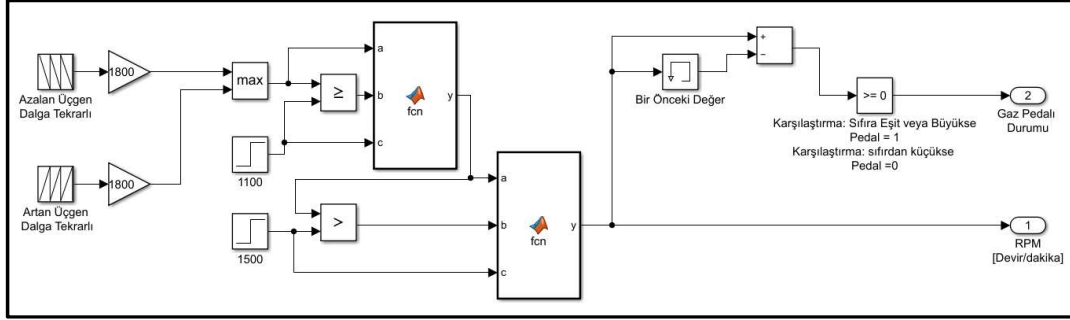 1800
Azalan Üçgen
Dalga Tekrarlı
1800
Artan Üçgen
Dalga Tekrarlı
max
≥
1100
1500
>
a
b
c
fcn
y
a
b
c
fcn
y
Bir Önceki Değer
+
−
>= 0
Karşılaştırma: Sıfıra Eşit veya Büyükse
Pedal = 1
Karşılaştırma: sıfırdan küçükse
Pedal =0
2
Gaz Pedalı
Durumu
1
RPM
[Devir/dakika]